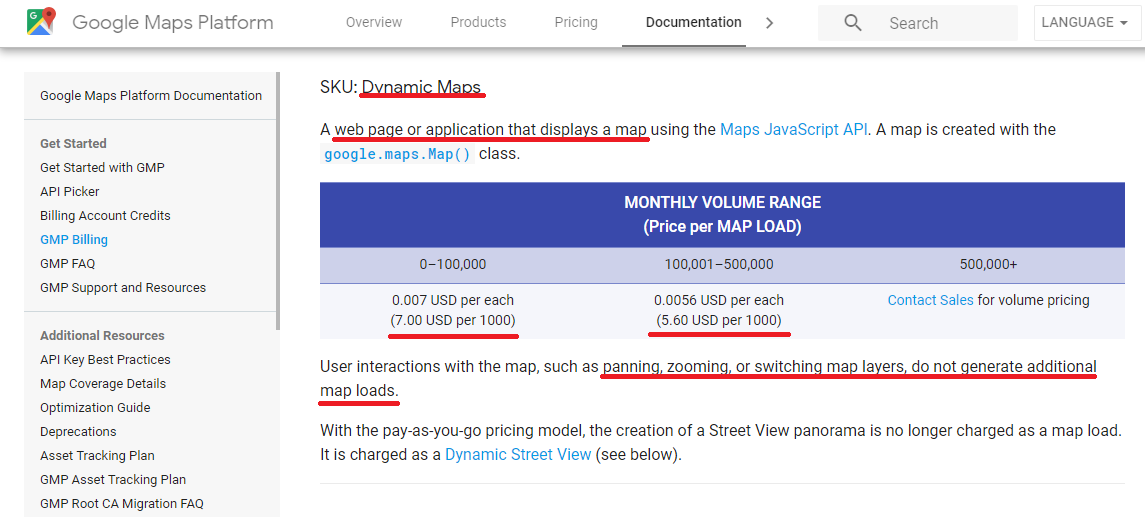 Google Maps Platform
Overview
Products
Pricing
Documentation
Search
LANGUAGE
Google Maps Platform Documentation
Get Started
Get Started with GMP
API Picker
Billing Account Credits
GMP Billing
GMP FAQ
GMP Support and Resources
Additional Resources
API Key Best Practices
Map Coverage Details
Optimization Guide
Deprecations
Asset Tracking Plan
GMP Asset Tracking Plan
GMP Root CA Migration FAQ
SKU: Dynamic Maps
A web page or application that displays a map using the Maps JavaScript API. A map is created with the
google.maps.Map() class.
MONTHLY VOLUME RANGE
(Price per MAP LOAD)
0–100,000
100,001–500,000
500,000+
0.007 USD per each
(7.00 USD per 1000)
0.0056 USD per each
(5.60 USD per 1000)
Contact Sales for volume pricing
User interactions with the map, such as panning, zooming, or switching map layers, do not generate additional
map loads.
With the pay-as-you-go pricing model, the creation of a Street View panorama is no longer charged as a map load.
It is charged as a Dynamic Street View (see below).